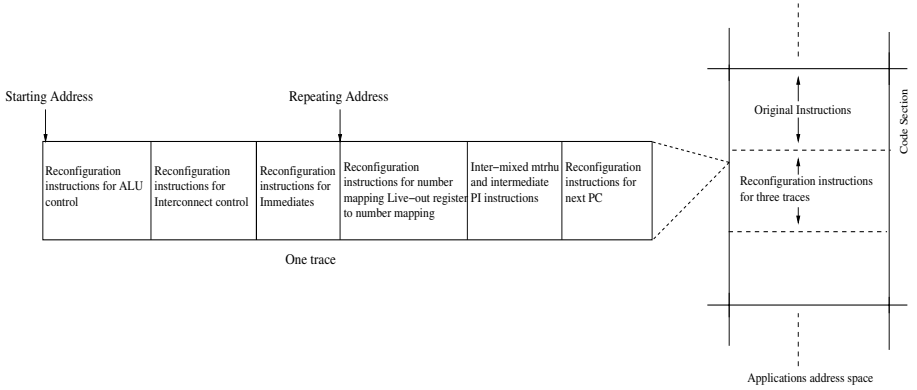 Starting Address
Repeating Address
Reconfiguration
instructions for ALU
control
Reconfiguration
instructions for
Interconnect control
Reconfiguration
instructions for
Immediates
Reconfiguration
instructions for number
mapping Live−out register
to number mapping
Inter−mixed mtrhu
and intermediate
PI instructions
Reconfiguration
instructions for
next PC
One trace
Original Instructions
Reconfiguration instructions
for three traces
Code Section
Applications address space